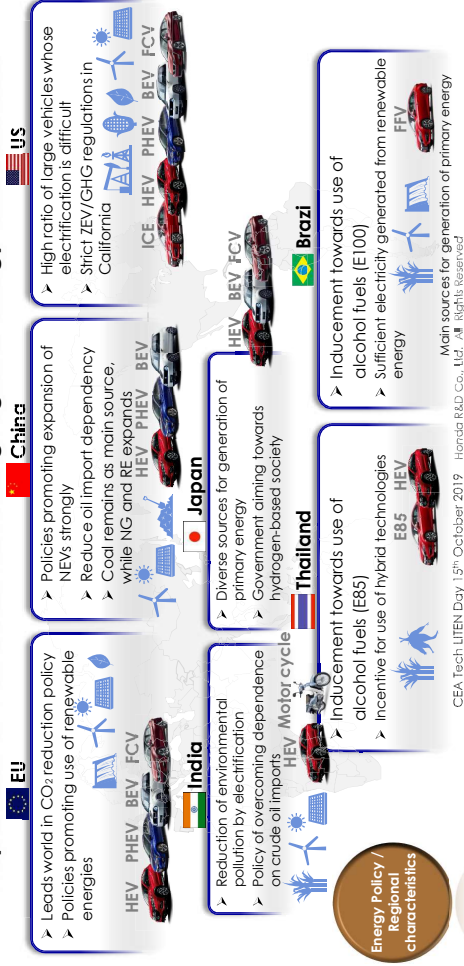 EU
➢ Leads world in CO₂ reduction policy
➢ Policies promoting use of renewable
energies
HEV PHEV BEV FCV
China
➢ Policies promoting expansion of
NEVs strongly
➢ Reduce oil import dependency
➢ Coal remains as main source,
while NG and RE expands
HEV PHEV BEV
US
➢ High ratio of large vehicles whose
electrification is difficult
➢ Strict ZEV/GHG regulations in
California
ICE HEV PHEV BEV FCV
India
➢ Reduction of environmental
pollution by electrification
➢ Policy of overcoming dependence
on crude oil imports
HEV Motor cycle
Japan
➢ Diverse sources for generation of
primary energy
➢ Government aiming towards
hydrogen-based society
HEV BEV FCV
Energy Policy /
Regional
characteristics
Thailand
➢ Inducement towards use of
alcohol fuels (E85)
➢ Incentive for use of hybrid technologies
E85 HEV
Brazi
➢ Inducement towards use of
alcohol fuels (E100)
➢ Sufficient electricity generated from renewable
energy
FFV
Main sources for generation of primary energy
CEA Tech LITEN Day 15th October 2019 Honda R&D Co., Ltd. All Rights Reserved